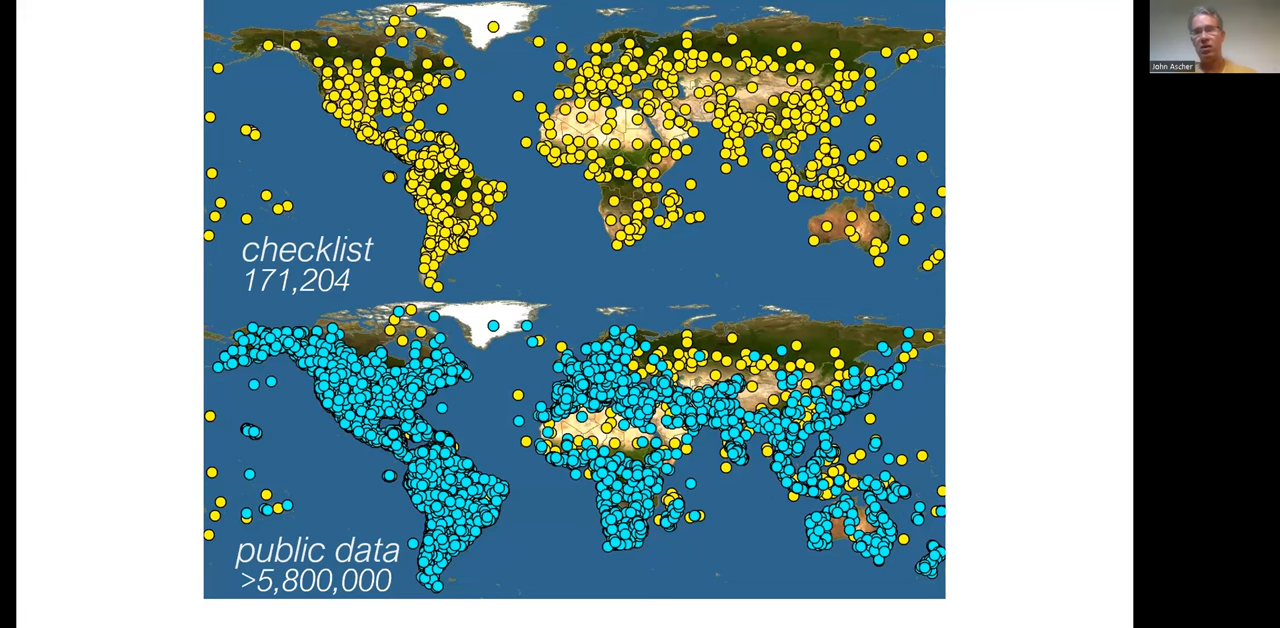 John Ascher
checklist
171,204
public data
>5,800,000